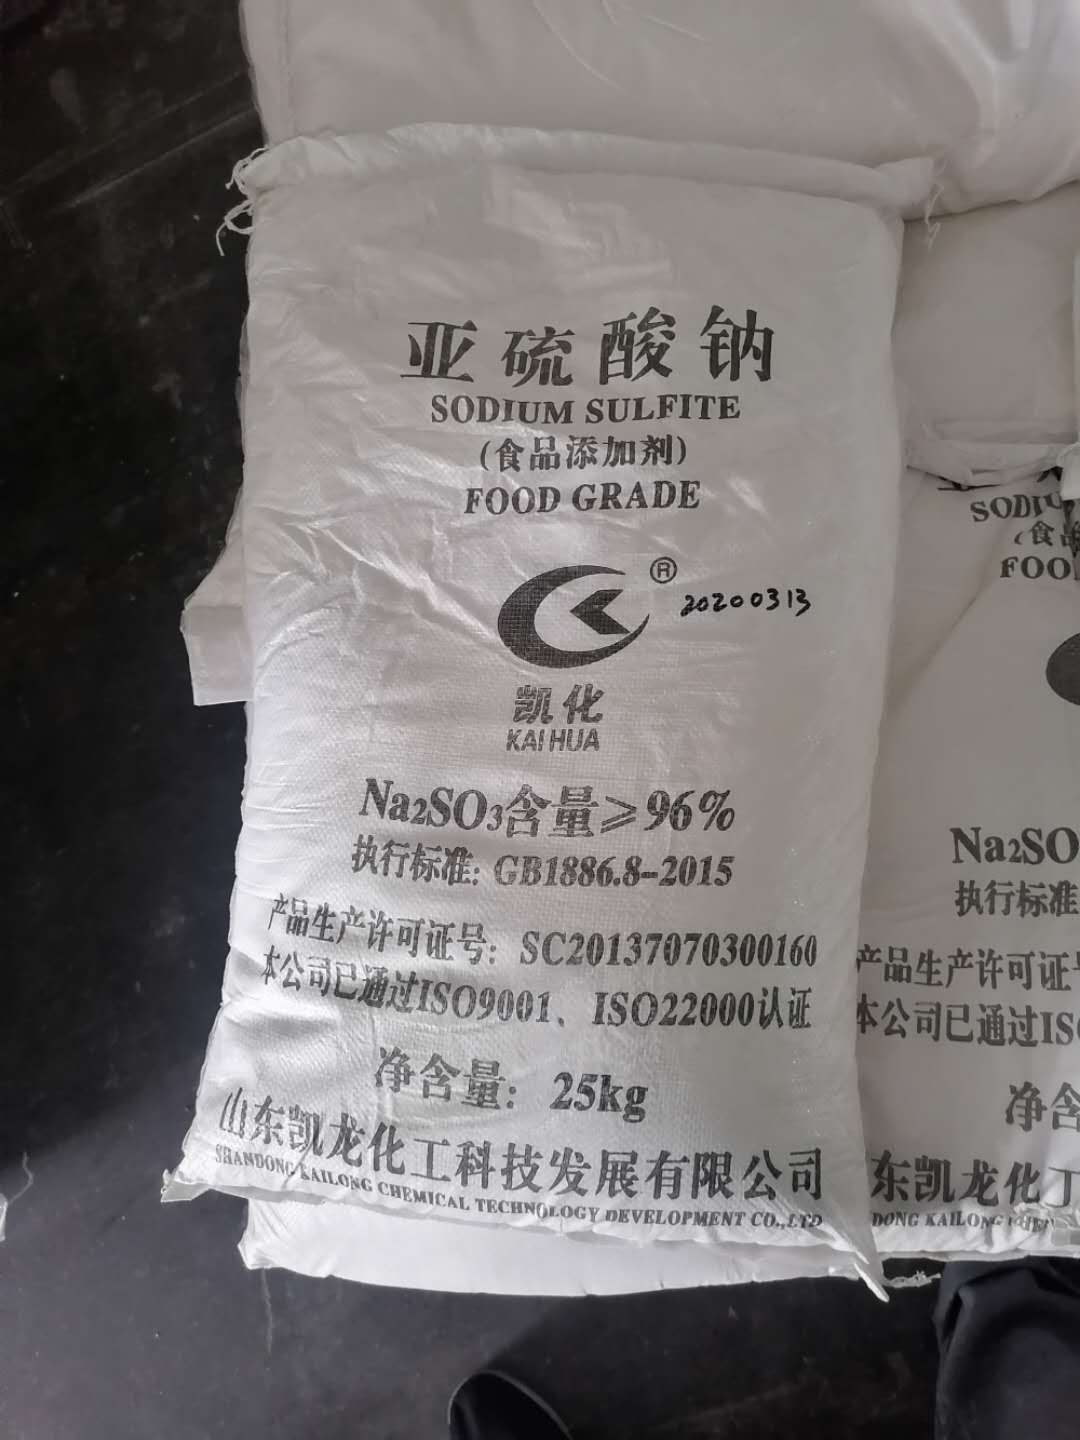 亚硫酸钠
SODIUM SULFITE
(食品添加剂)
FOOD GRADE
®
20200313
凯化
KAI HUA
Na2SO3含量≥96%
执行标准: GB1886.8-2015
产品生产许可证号: SC20137070300160
本公司已通过ISO9001、ISO22000认证
净含量: 25kg
山东凯龙化工科技发展有限公司
SHANDONG KAILONG CHEMICAL TECHNOLOGY DEVELOPMENT CO.,LTD
SODIU
(食品
FOO
Na2SO
执行标准
产品生产许可证号
本公司已通过IS
净含
东凯龙化工
DONG KAILONG CHEM